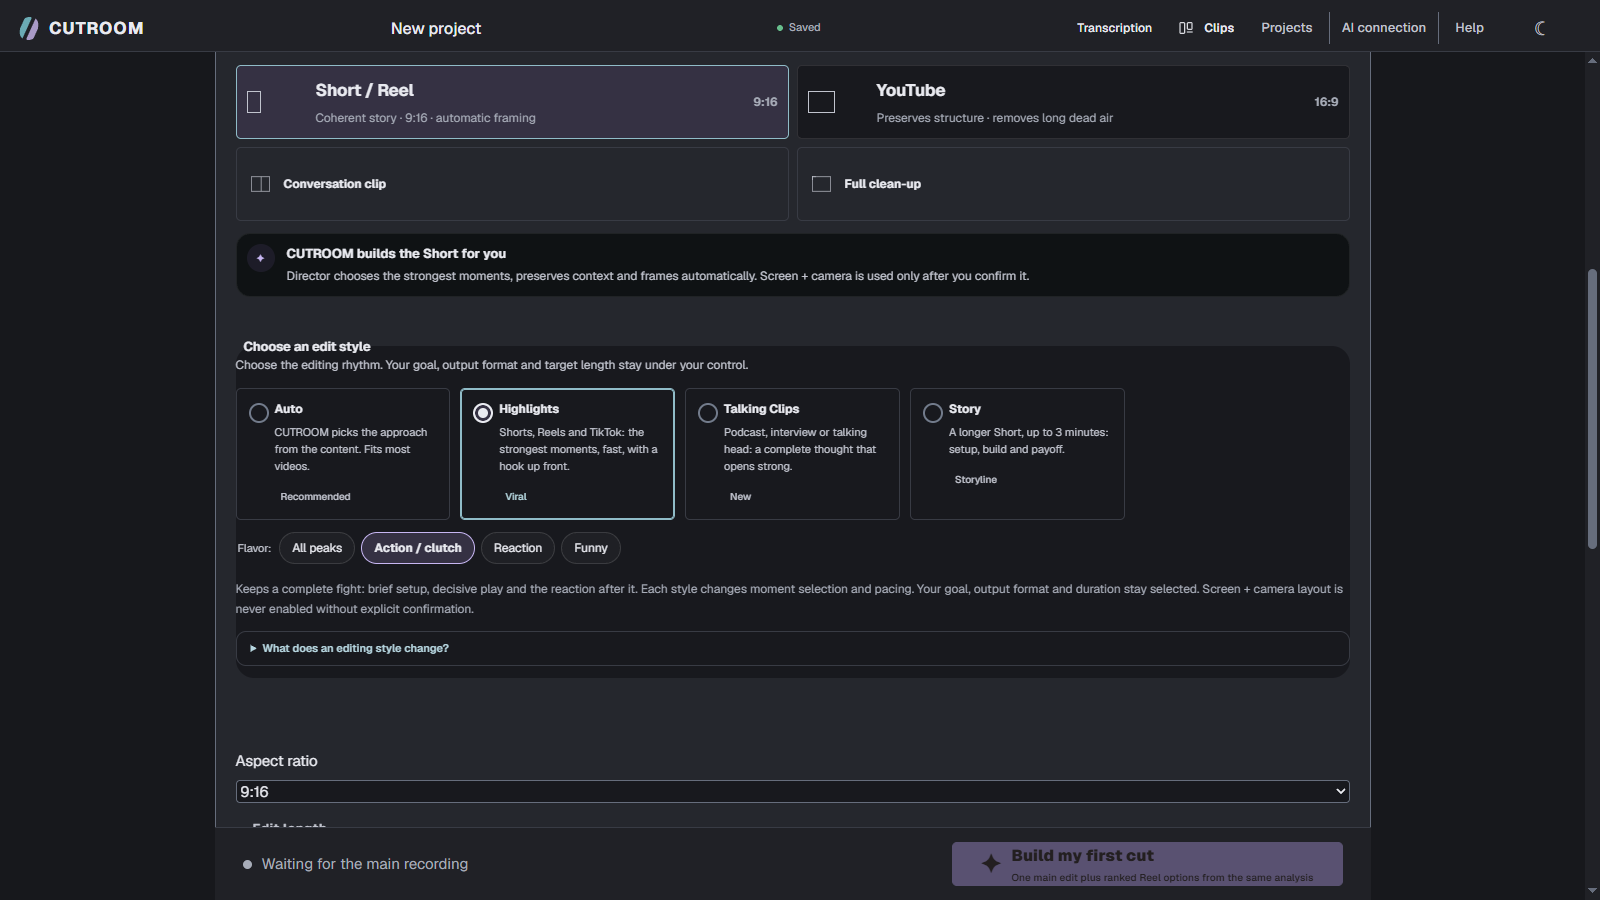 CUTROOM
New project
Saved
Transcription
Clips
Projects
AI connection
Help
Short / Reel
Coherent story · 9:16 · automatic framing
9:16
YouTube
Preserves structure · removes long dead air
16:9
Conversation clip
Full clean-up
CUTROOM builds the Short for you
Director chooses the strongest moments, preserves context and frames automatically. Screen + camera is used only after you confirm it.
Choose an edit style
Choose the editing rhythm. Your goal, output format and target length stay under your control.
Auto
CUTROOM picks the approach
from the content. Fits most
videos.
Recommended
Highlights
Shorts, Reels and TikTok: the
strongest moments, fast, with a
hook up front.
Viral
Talking Clips
Podcast, interview or talking
head: a complete thought that
opens strong.
New
Story
A longer Short, up to 3 minutes:
setup, build and payoff.
Storyline
Flavor:
All peaks
Action / clutch
Reaction
Funny
Keeps a complete fight: brief setup, decisive play and the reaction after it. Each style changes moment selection and pacing. Your goal, output format and duration stay selected. Screen + camera layout is
never enabled without explicit confirmation.
What does an editing style change?
Aspect ratio
9:16
Edit length
Waiting for the main recording
Build my first cut
One main edit plus ranked Reel options from the same analysis